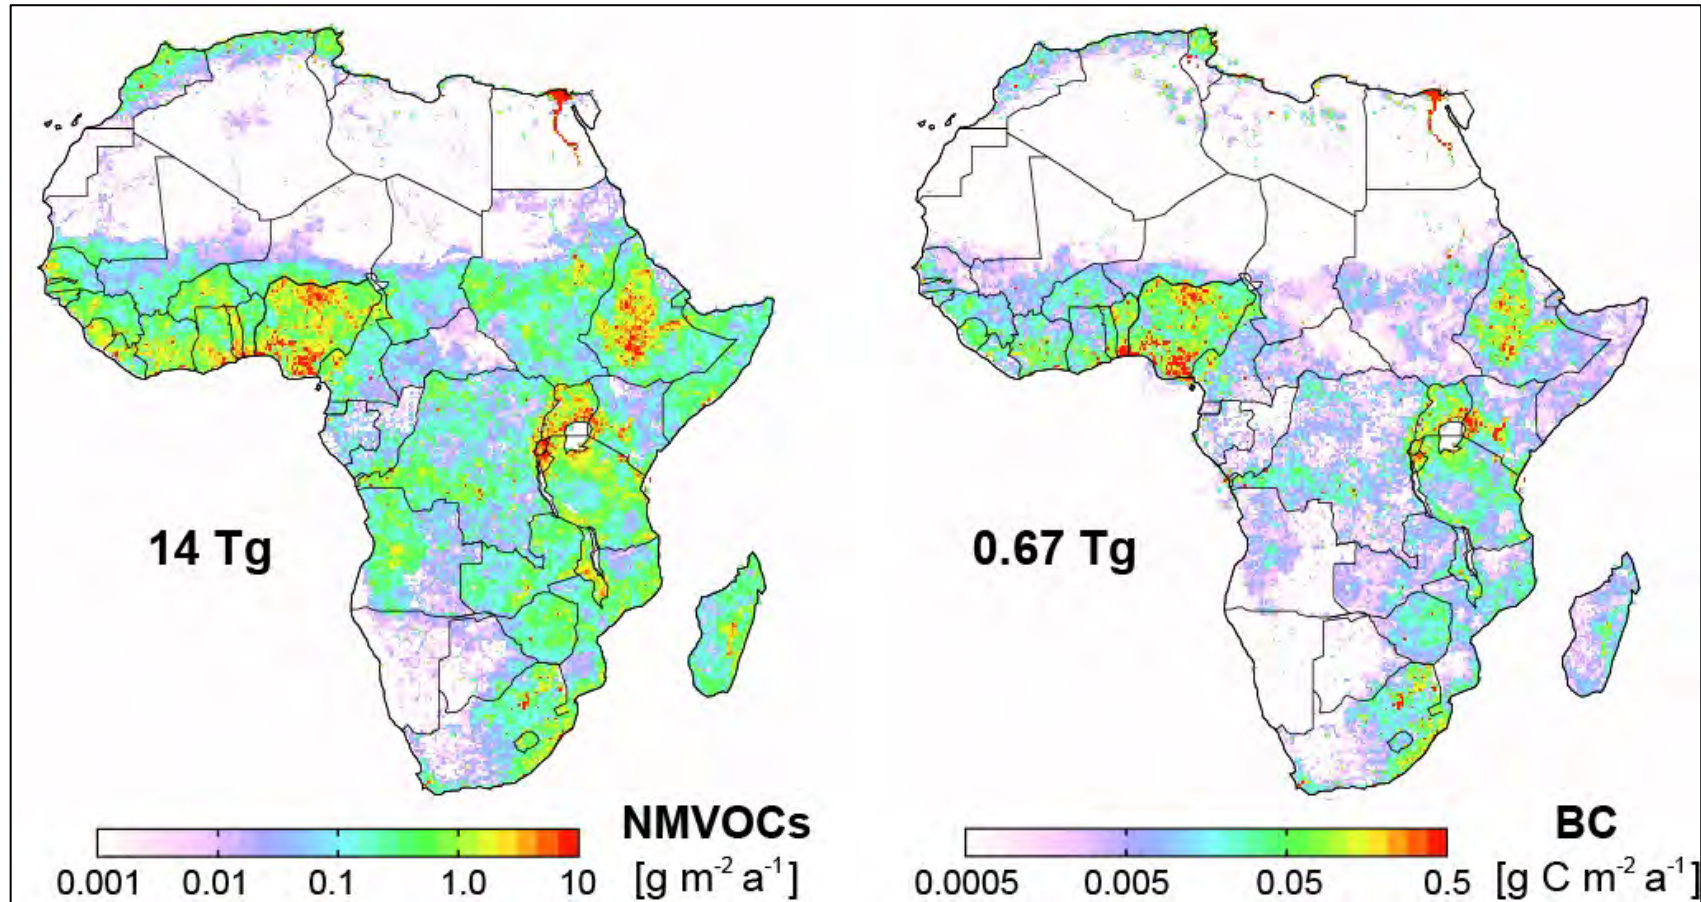 14 Tg
0.67 Tg
NMVOCs
0.001 0.01 0.1 1.0 10 [g m⁻² a⁻¹]
BC
0.0005 0.005 0.05 0.5 [g C m⁻² a⁻¹]